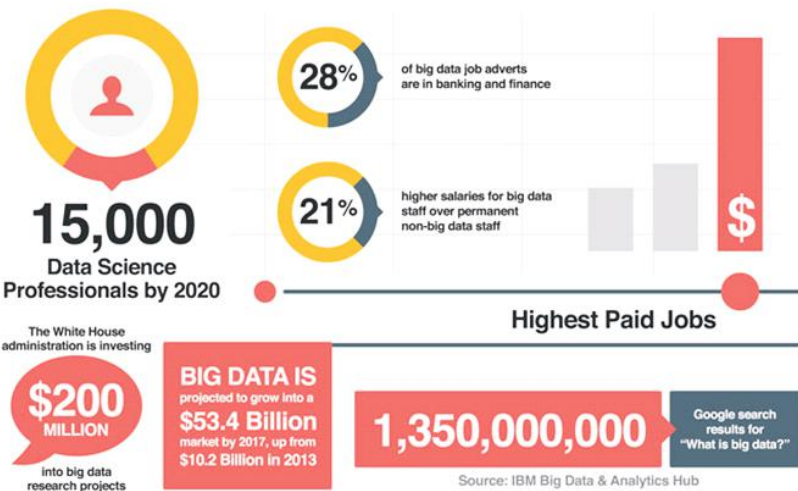 15,000
Data Science
Professionals by 2020
28%
of big data job adverts
are in banking and finance
21%
higher salaries for big data
staff over permanent
non-big data staff
$
Highest Paid Jobs
The White House
administration is investing
$200
MILLION
into big data
research projects
BIG DATA IS
projected to grow into a
$53.4 Billion
market by 2017, up from
$10.2 Billion in 2013
1,350,000,000
Google search
results for
“What is big data?”
Source: IBM Big Data & Analytics Hub